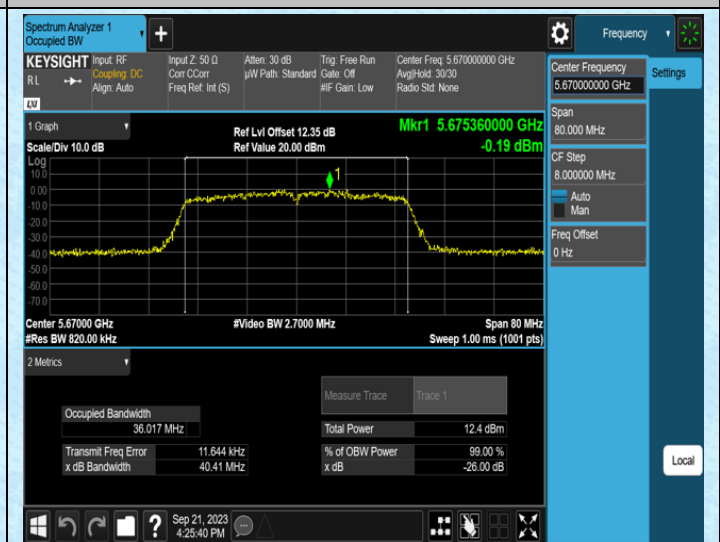 Spectrum Analyzer 1
Occupied BW
Frequency
KEYSIGHT
RL
LXI
Input: RF
Coupling: DC
Align: Auto
Input Z: 50 Ω
Corr CCorr
Freq Ref: Int (S)
Atten: 30 dB
µW Path: Standard
Trig: Free Run
Gate: Off
#IF Gain: Low
Center Freq: 5.670000000 GHz
Avg|Hold: 30/30
Radio Std: None
Center Frequency
5.670000000 GHz
Settings
Span
80.000 MHz
CF Step
8.000000 MHz
Auto
Man
Freq Offset
0 Hz
Local
1 Graph
Scale/Div 10.0 dB
Ref Lvl Offset 12.35 dB
Ref Value 20.00 dBm
Mkr1 5.675360000 GHz
-0.19 dBm
Log
10.0
0.00
-10.0
-20.0
-30.0
-40.0
-50.0
-60.0
-70.0
1
Center 5.67000 GHz
#Res BW 820.00 kHz
#Video BW 2.7000 MHz
Span 80 MHz
Sweep 1.00 ms (1001 pts)
2 Metrics
Measure Trace
Trace 1
Occupied Bandwidth
36.017 MHz
Total Power
12.4 dBm
Transmit Freq Error
11.644 kHz
% of OBW Power
99.00 %
x dB Bandwidth
40.41 MHz
x dB
-26.00 dB
Sep 21, 2023
4:25:40 PM